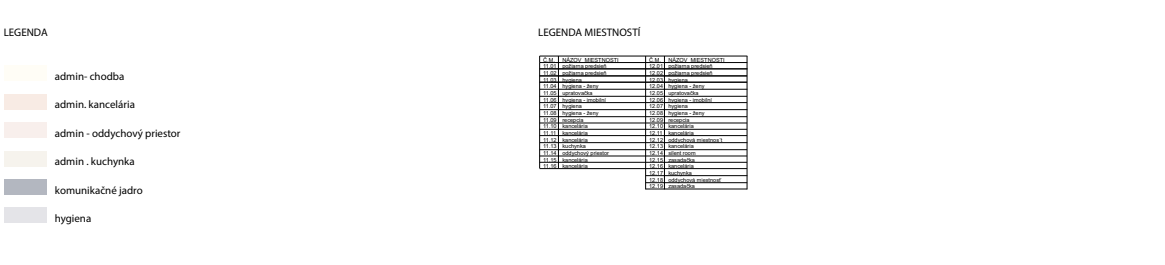 LEGENDA
admin- chodba
admin. kancelária
admin - oddychový priestor
admin . kuchynka
komunikačné jadro
hygiena
LEGENDA MIESTNOSTÍ
Č.M. NÁZOV MIESTNOSTI Č.M. NÁZOV MIESTNOSTI
11.01 požiarna predsieň 12.01 požiarna predsieň
11.02 požiarna predsieň 12.02 požiarna predsieň
11.03 hygiena 12.03 hygiena
11.04 hygiena - ženy 12.04 hygiena - ženy
11.05 upratovačka 12.05 upratovačka
11.06 hygiena - imobilní 12.06 hygiena - imobilní
11.07 hygiena 12.07 hygiena
11.08 hygiena - ženy 12.08 hygiena - ženy
11.09 recepcia 12.09 recepcia
11.10 kancelária 12.10 kancelária
11.11 kancelária 12.11 kancelária
11.12 kancelária 12.12 oddychová miestnos ť
11.13 kuchynka 12.13 kancelária
11.14 oddychový priestor 12.14 silent room
11.15 kancelária 12.15 zasadačka
11.16 kancelária 12.16 kancelária
12.17 kuchynka
12.18 oddychová miestnosť
12.19 zasadačka